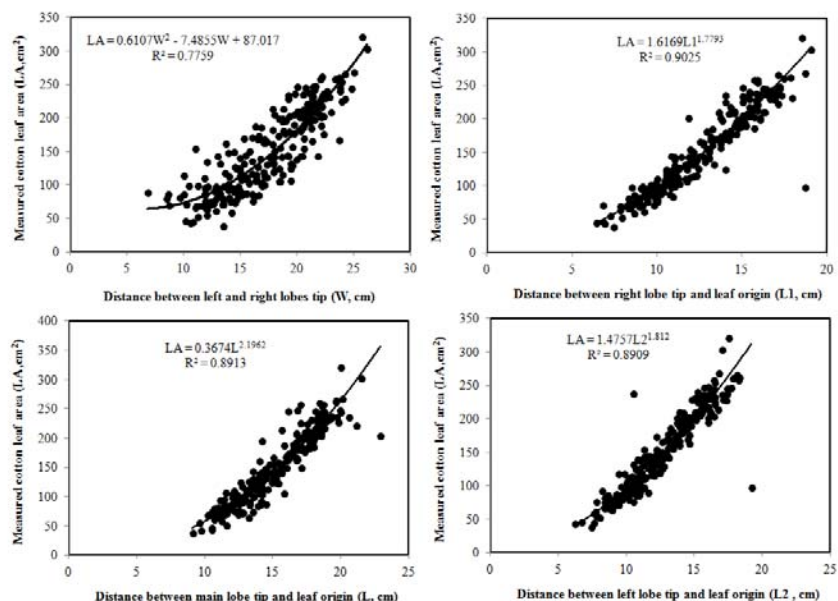 LA = 0.6107W² - 7.4855W + 87.017
R² = 0.7759
Measured cotton leaf area (LA,cm²)
350
300
250
200
150
100
50
0
0 5 10 15 20 25 30
Distance between left and right lobes tip (W, cm)
LA = 1.6169L1^1.7793
R² = 0.9025
Measured cotton leaf area (LA,cm²)
350
300
250
200
150
100
50
0
0 5 10 15 20
Distance between right lobe tip and leaf origin (L1, cm)
LA = 0.3674L^2.1962
R² = 0.8913
Measured cotton leaf area (LA,cm²)
400
350
300
250
200
150
100
50
0
0 5 10 15 20 25
Distance between main lobe tip and leaf origin (L, cm)
LA = 1.4757L2^1.812
R² = 0.8909
Measured cotton leaf area (LA,cm²)
350
300
250
200
150
100
50
0
0 5 10 15 20 25
Distance between left lobe tip and leaf origin (L2 , cm)